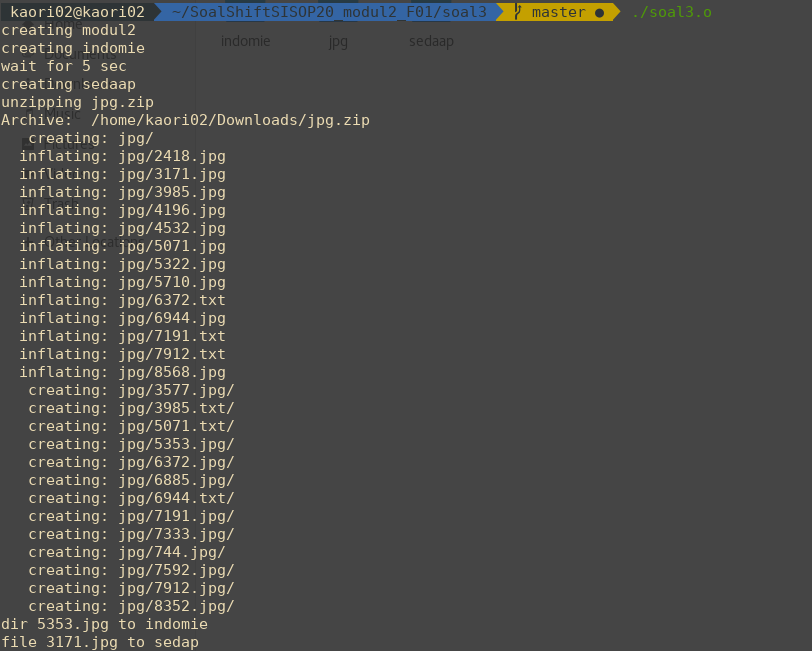 kaori02@kaori02 ~/SoalShiftSISOP20_modul2_F01/soal3 master ● ./soal3.o
creating modul2
creating indomie
wait for 5 sec
creating sedaap
unzipping jpg.zip
Archive:  /home/kaori02/Downloads/jpg.zip
   creating: jpg/
  inflating: jpg/2418.jpg
  inflating: jpg/3171.jpg
  inflating: jpg/3985.jpg
  inflating: jpg/4196.jpg
  inflating: jpg/4532.jpg
  inflating: jpg/5071.jpg
  inflating: jpg/5322.jpg
  inflating: jpg/5710.jpg
  inflating: jpg/6372.txt
  inflating: jpg/6944.jpg
  inflating: jpg/7191.txt
  inflating: jpg/7912.txt
  inflating: jpg/8568.jpg
   creating: jpg/3577.jpg/
   creating: jpg/3985.txt/
   creating: jpg/5071.txt/
   creating: jpg/5353.jpg/
   creating: jpg/6372.jpg/
   creating: jpg/6885.jpg/
   creating: jpg/6944.txt/
   creating: jpg/7191.jpg/
   creating: jpg/7333.jpg/
   creating: jpg/744.jpg/
   creating: jpg/7592.jpg/
   creating: jpg/7912.jpg/
   creating: jpg/8352.jpg/
dir 5353.jpg to indomie
file 3171.jpg to sedap
indomie jpg sedaap